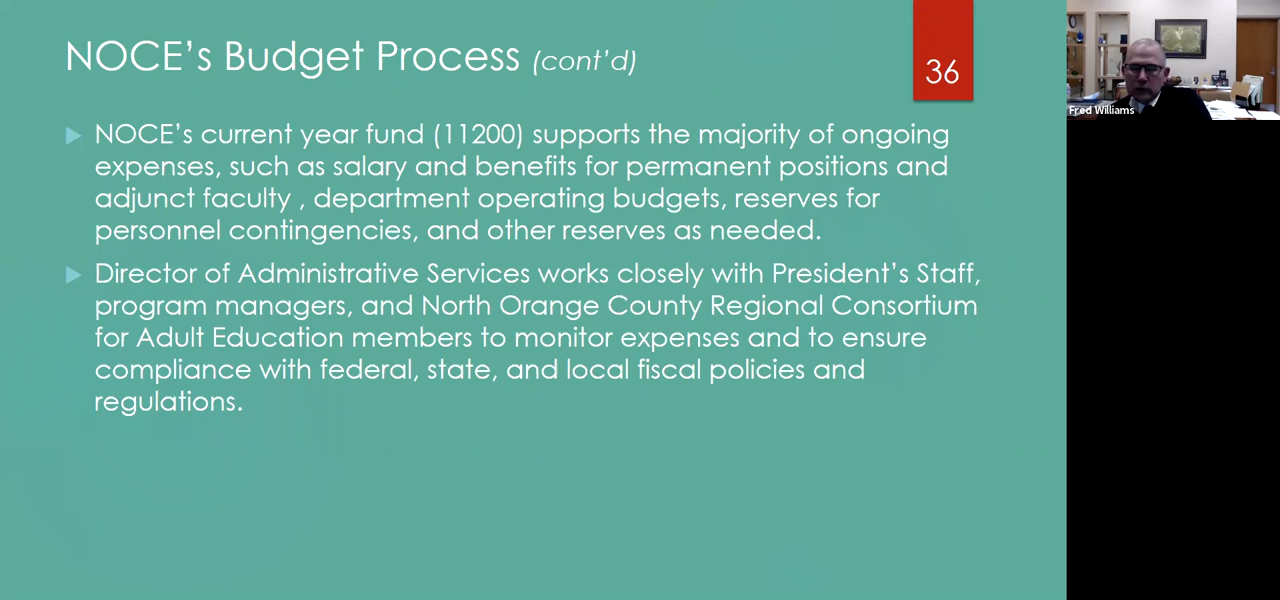 NOCE's Budget Process (cont'd)
36
Fred Williams
▶ NOCE's current year fund (11200) supports the majority of ongoing
expenses, such as salary and benefits for permanent positions and
adjunct faculty , department operating budgets, reserves for
personnel contingencies, and other reserves as needed.
▶ Director of Administrative Services works closely with President's Staff,
program managers, and North Orange County Regional Consortium
for Adult Education members to monitor expenses and to ensure
compliance with federal, state, and local fiscal policies and
regulations.